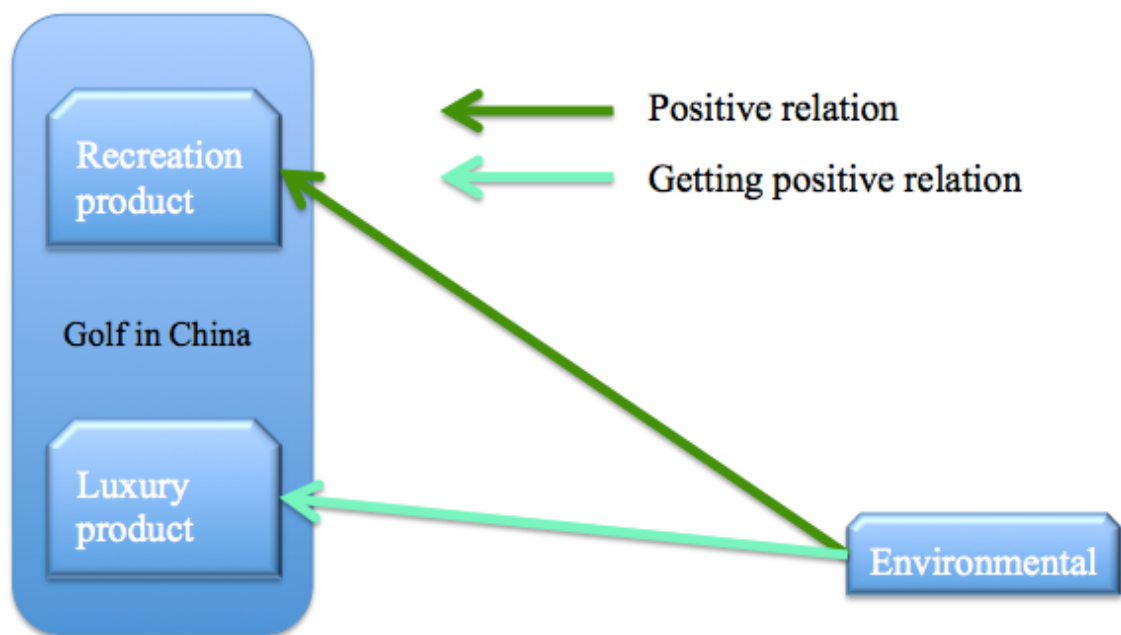 Recreation
product
Positive relation
Getting positive relation
Golf in China
Luxury
product
Environmental